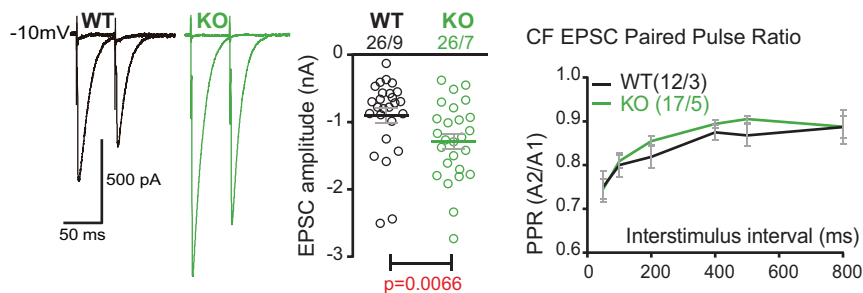 WT KO
-10mV
500 pA
50 ms
WT KO
26/9 26/7
EPSC amplitude (nA)
0
-1
-2
-3
p=0.0066
CF EPSC Paired Pulse Ratio
WT(12/3)
KO (17/5)
PPR (A2/A1)
1.0
0.9
0.8
0.7
0.6
Interstimulus interval (ms)
0 200 400 600 800